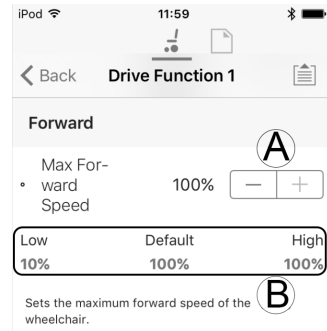 iPod 11:59
Back Drive Function 1
Forward
A
Max For-
ward 100% − +
Speed
Low Default High
10% 100% 100%
B
Sets the maximum forward speed of the
wheelchair.